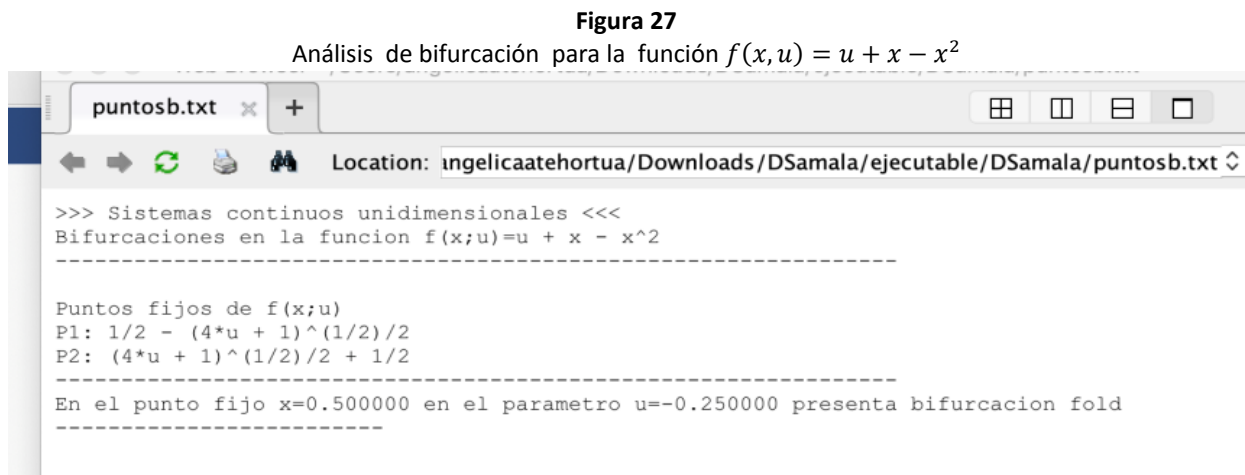 Figura 27
Análisis de bifurcación para la función f(x,u) = u + x − x²
puntosb.txt
Location: angelicaatehortua/Downloads/DSamala/ejecutable/DSamala/puntosb.txt
>>> Sistemas continuos unidimensionales <<<
Bifurcaciones en la funcion f(x;u)=u + x - x^2
----------------------------------------------------------------
Puntos fijos de f(x;u)
P1: 1/2 - (4*u + 1)^(1/2)/2
P2: (4*u + 1)^(1/2)/2 + 1/2
----------------------------------------------------------------
En el punto fijo x=0.500000 en el parametro u=-0.250000 presenta bifurcacion fold
-------------------------